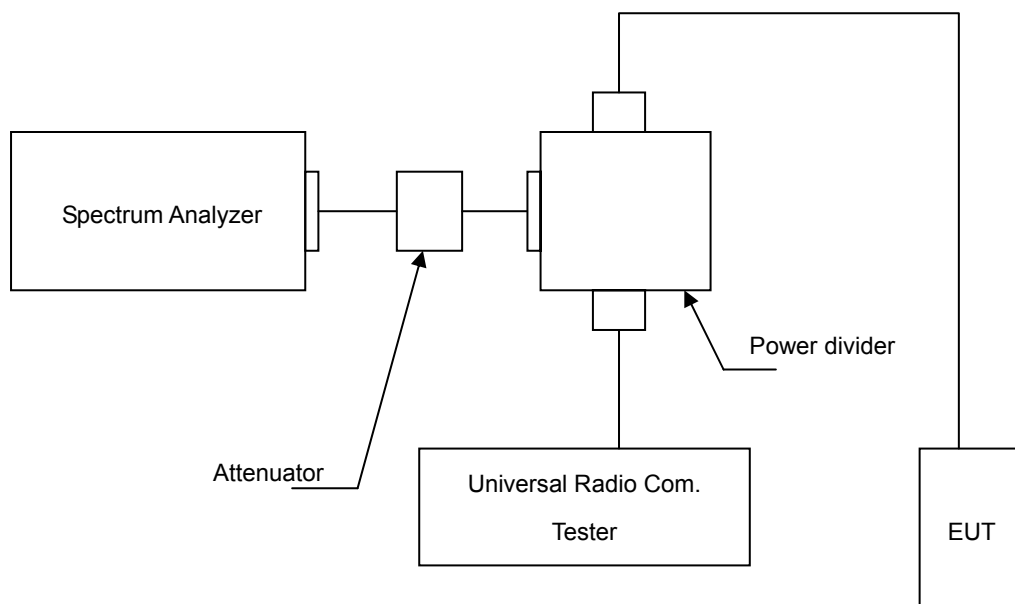 Spectrum Analyzer
Power divider
Attenuator
Universal Radio Com.
Tester
EUT